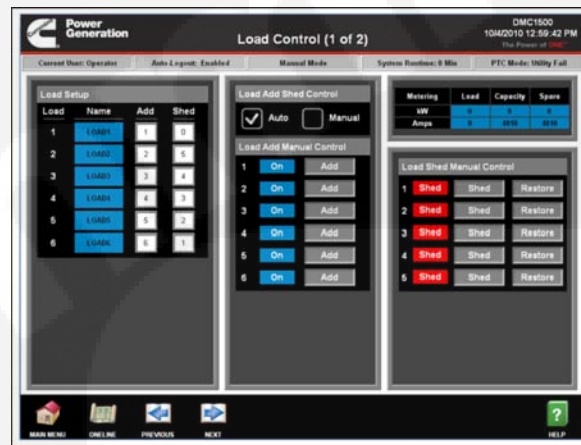 Power
Generation
Load Control (1 of 2)
DMC1500
10/4/2010 12:59:42 PM
The Power of DMC
Current User: Operator Auto-Logout: Enabled Manual Mode System Runtime: 0 Min PTC Mode: Utility Fail
Load Setup
Load Name Add Shed
1 LOAD1 1 0
2 LOAD2 2 5
3 LOAD3 3 4
4 LOAD4 4 3
5 LOAD5 5 2
6 LOAD6 6 1
Load Add Shed Control
Auto Manual
Load Add Manual Control
1 On Add
2 On Add
3 On Add
4 On Add
5 On Add
6 On Add
Metering Load Capacity Spare
kW 0 0 0
Amps 0
Load Shed Manual Control
1 Shed Shed Restore
2 Shed Shed Restore
3 Shed Shed Restore
4 Shed Shed Restore
5 Shed Shed Restore
MAIN MENU ONELINE PREVIOUS NEXT
?
HELP